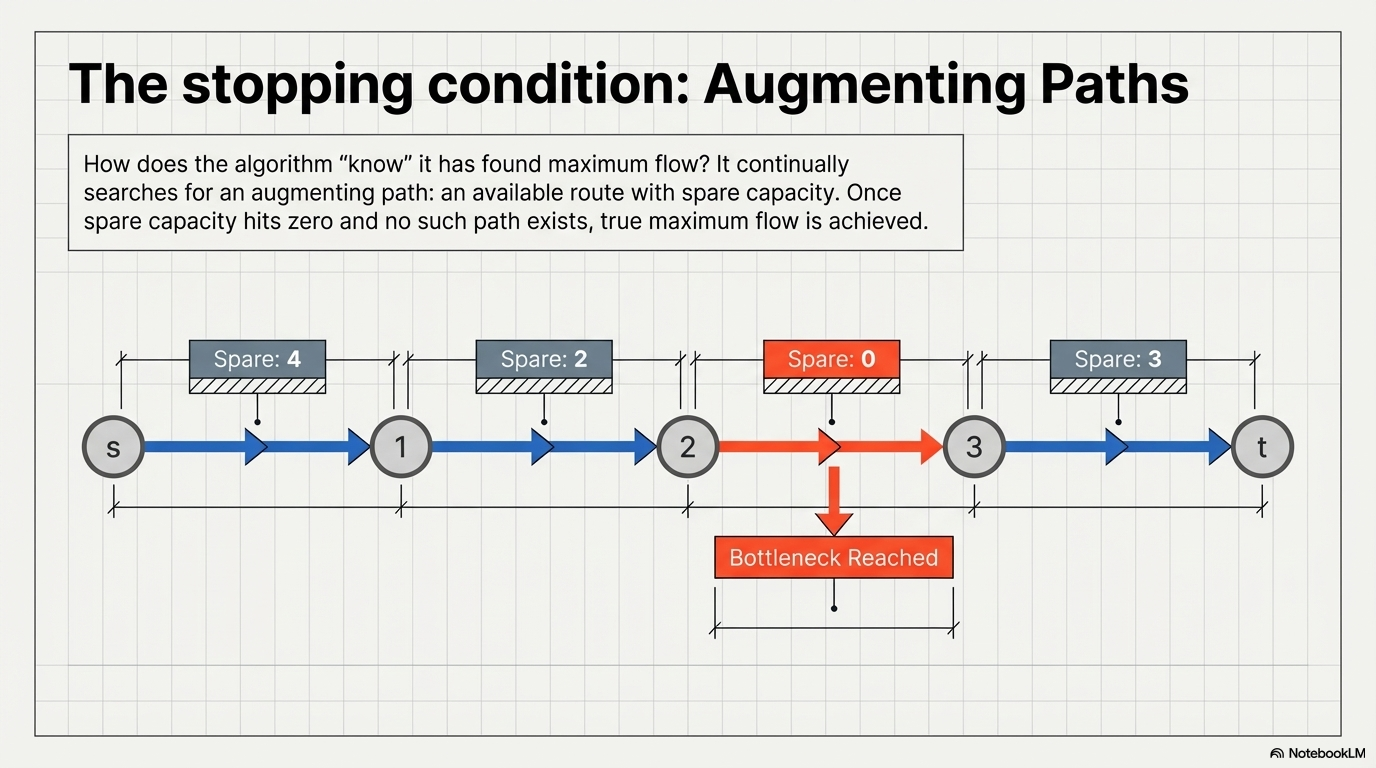 The stopping condition: Augmenting Paths
How does the algorithm “know” it has found maximum flow? It continually
searches for an augmenting path: an available route with spare capacity. Once
spare capacity hits zero and no such path exists, true maximum flow is achieved.
Spare: 4
Spare: 2
Spare: 0
Spare: 3
s
1
2
3
t
Bottleneck Reached
NotebookLM